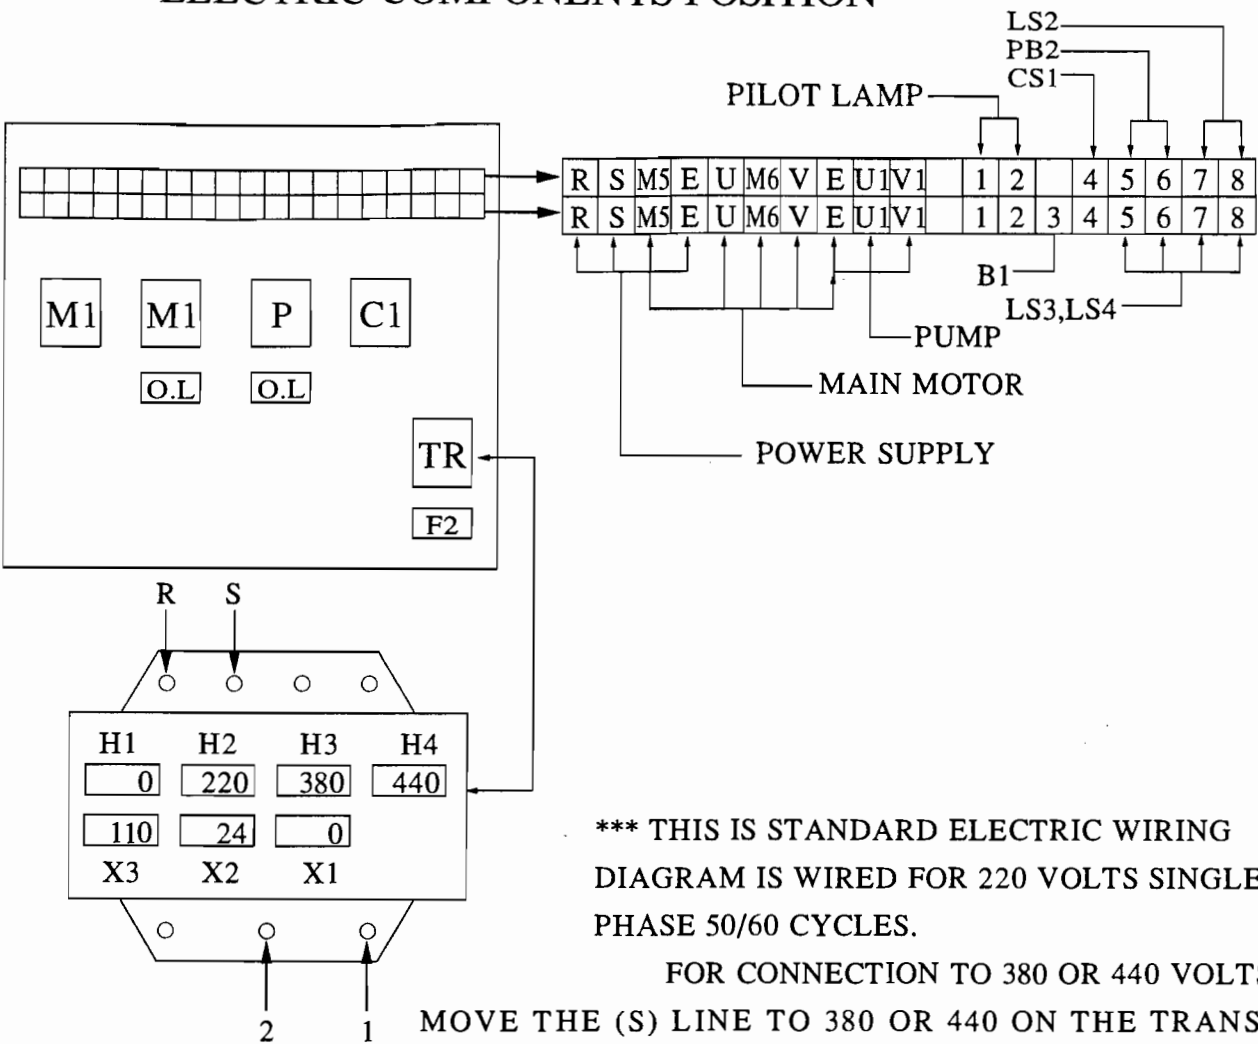 ELECTRIC COMPONENTS POSITION
LS2
PB2
CS1
PILOT LAMP
R S M5 E U M6 V E U1 V1 1 2 4 5 6 7 8
R S M5 E U M6 V E U1 V1 1 2 3 4 5 6 7 8
B1
LS3,LS4
PUMP
MAIN MOTOR
POWER SUPPLY
M1 M1 P C1
O.L O.L
TR
F2
R S
H1 H2 H3 H4
0 220 380 440
110 24 0
X3 X2 X1
2 1
*** THIS IS STANDARD ELECTRIC WIRING
DIAGRAM IS WIRED FOR 220 VOLTS SINGLE
PHASE 50/60 CYCLES.
FOR CONNECTION TO 380 OR 440 VOLTS
MOVE THE (S) LINE TO 380 OR 440 ON THE TRANS